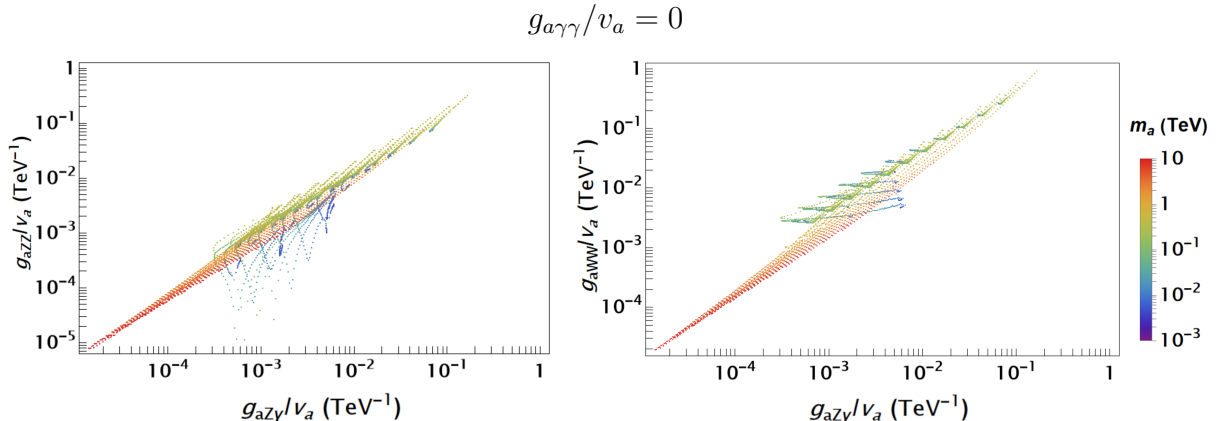 g_{aγγ}/v_a = 0
g_{aZZ}/v_a (TeV⁻¹)
1
10⁻¹
10⁻²
10⁻³
10⁻⁴
10⁻⁵
10⁻⁴ 10⁻³ 10⁻² 10⁻¹ 1
g_{aZγ}/v_a (TeV⁻¹)
g_{aWW}/v_a (TeV⁻¹)
1
10⁻¹
10⁻²
10⁻³
10⁻⁴
10⁻⁴ 10⁻³ 10⁻² 10⁻¹ 1
g_{aZγ}/v_a (TeV⁻¹)
m_a (TeV)
10
1
10⁻¹
10⁻²
10⁻³